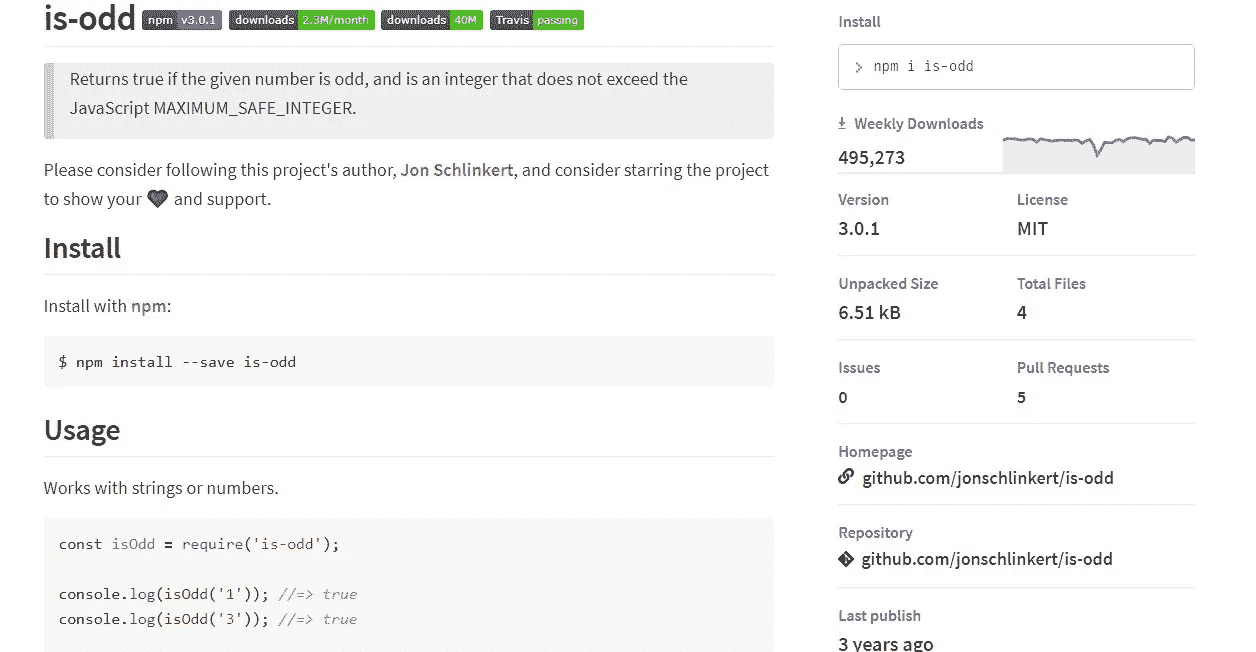 is-odd npm v3.0.1 downloads 2.3M/month downloads 40M Travis passing
Returns true if the given number is odd, and is an integer that does not exceed the
JavaScript MAXIMUM_SAFE_INTEGER.
Please consider following this project's author, Jon Schlinkert, and consider starring the project
to show your and support.
Install
Install with npm:
$ npm install --save is-odd
Usage
Works with strings or numbers.
const isOdd = require('is-odd');
console.log(isOdd('1')); //=> true
console.log(isOdd('3')); //=> true
Install
> npm i is-odd
Weekly Downloads
495,273
Version License
3.0.1 MIT
Unpacked Size Total Files
6.51 kB 4
Issues Pull Requests
0 5
Homepage
github.com/jonschlinkert/is-odd
Repository
github.com/jonschlinkert/is-odd
Last publish
3 years ago